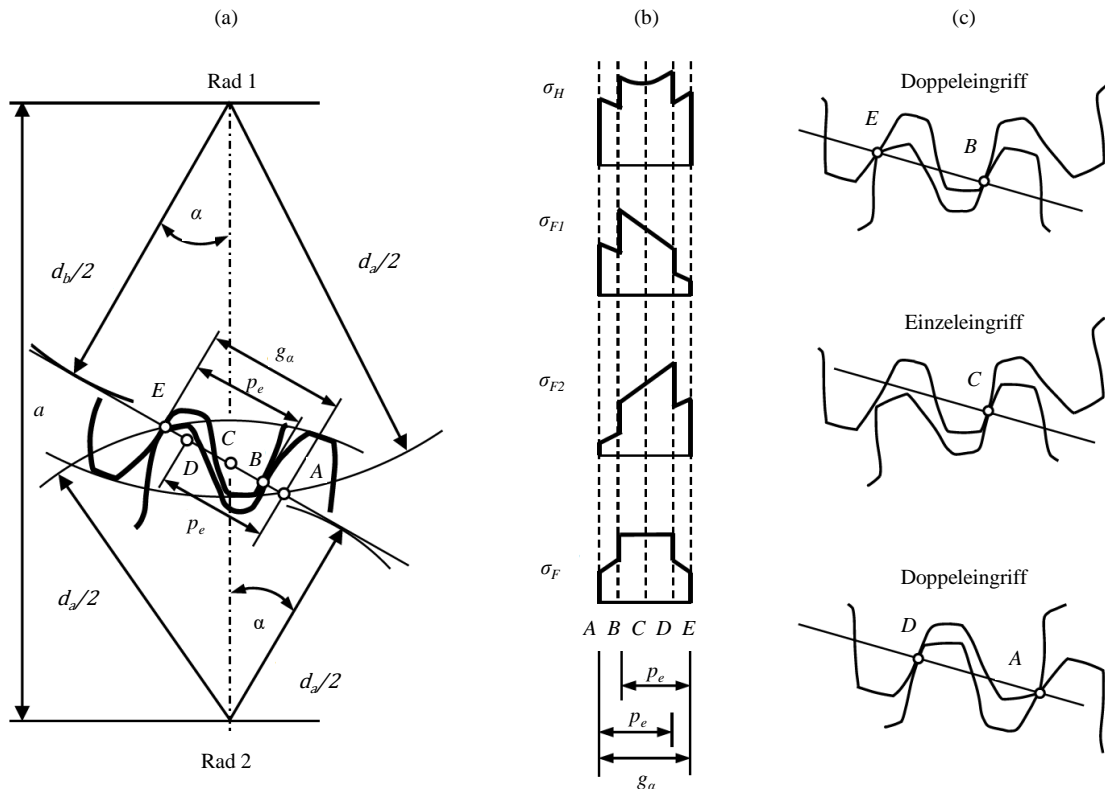 (a)
Rad 1
α
d_b/2
d_a/2
g_α
p_e
E
a
C
D
B
A
p_e
d_a/2
α
d_a/2
Rad 2
(b)
σ_H
σ_F1
σ_F2
σ_F
A B C D E
p_e
p_e
g_α
(c)
Doppeleingriff
E
B
Einzeleingriff
C
Doppeleingriff
D
A